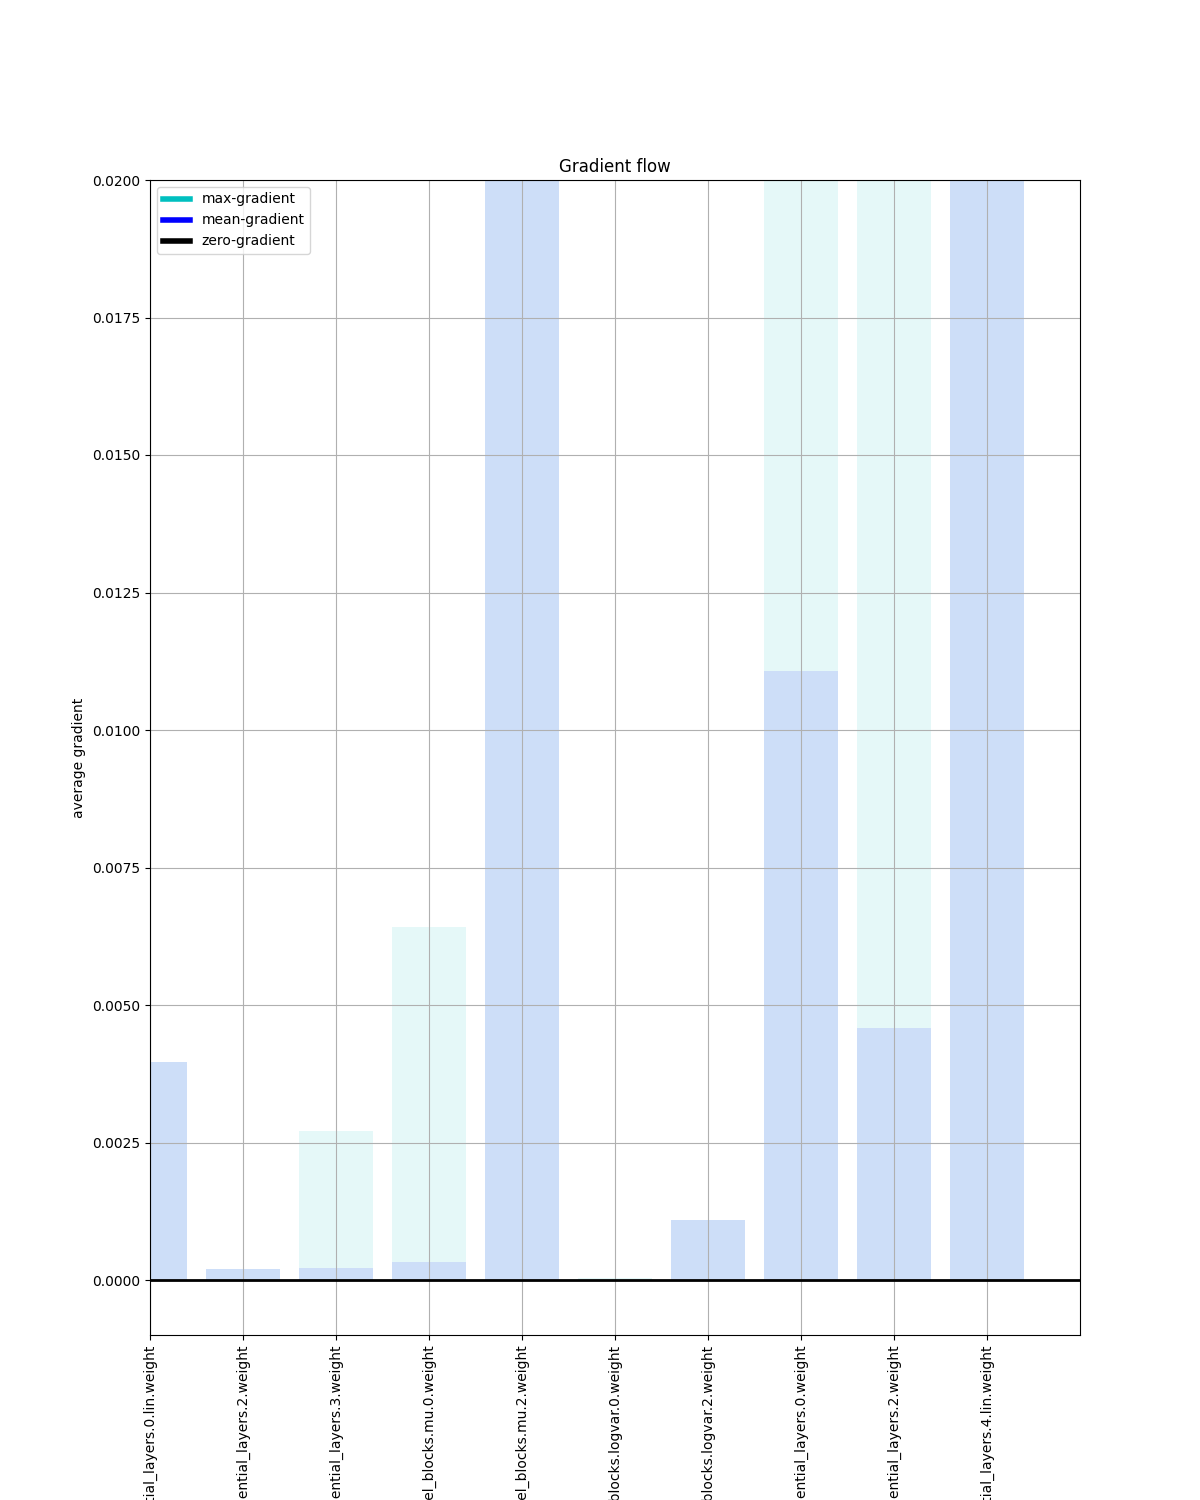 Gradient flow
max-gradient
mean-gradient
zero-gradient
0.0200
0.0175
0.0150
0.0125
0.0100
0.0075
0.0050
0.0025
0.0000
average gradient
tial_layers.0.lin.weight
ential_layers.2.weight
ential_layers.3.weight
el_blocks.mu.0.weight
el_blocks.mu.2.weight
blocks.logvar.0.weight
blocks.logvar.2.weight
ential_layers.0.weight
ential_layers.2.weight
tial_layers.4.lin.weight